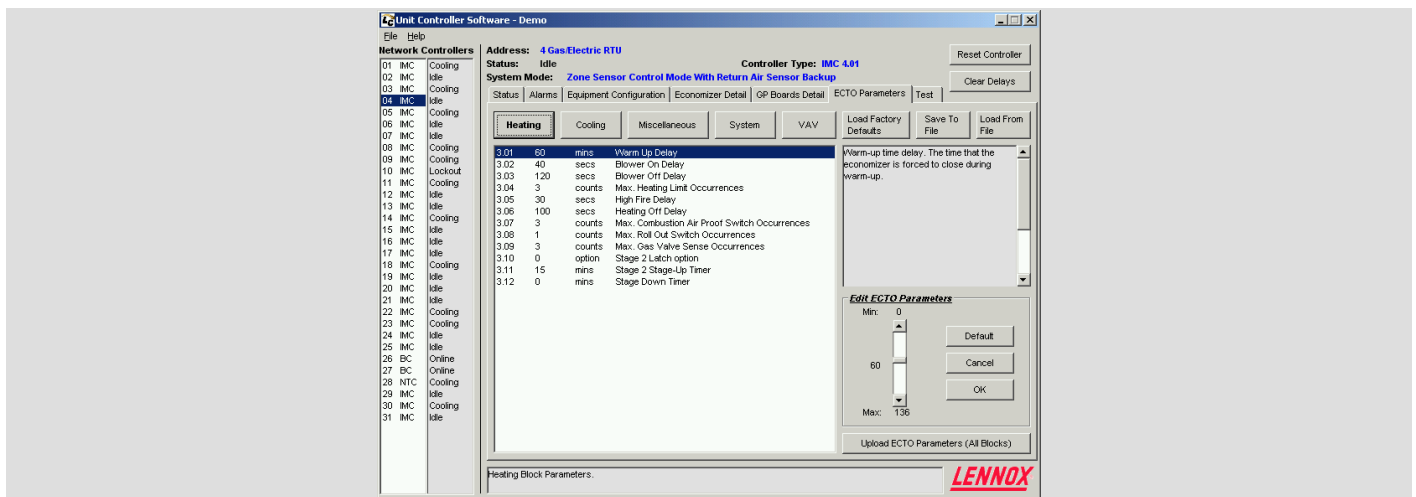 Unit Controller Software - Demo
File Help
Network Controllers
01 IMC Cooling
02 IMC Idle
03 IMC Cooling
04 IMC Idle
05 IMC Cooling
06 IMC Idle
07 IMC Idle
08 IMC Cooling
09 IMC Cooling
10 IMC Lockout
11 IMC Cooling
12 IMC Idle
13 IMC Idle
14 IMC Cooling
15 IMC Idle
16 IMC Idle
17 IMC Idle
18 IMC Cooling
19 IMC Idle
20 IMC Idle
21 IMC Idle
22 IMC Cooling
23 IMC Cooling
24 IMC Idle
25 IMC Idle
26 BC Online
27 BC Online
28 NTC Cooling
29 IMC Idle
30 IMC Cooling
31 IMC Idle
Address: 4 Gas/Electric RTU
Status: Idle Controller Type: IMC 4.01
System Mode: Zone Sensor Control Mode With Return Air Sensor Backup
Reset Controller
Clear Delays
Status Alarms Equipment Configuration Economizer Detail GP Boards Detail ECTO Parameters Test
Heating Cooling Miscellaneous System VAV
Load Factory Defaults
Save To File
Load From File
3.01 60 mins Warm Up Delay
3.02 40 secs Blower On Delay
3.03 120 secs Blower Off Delay
3.04 3 counts Max. Heating Limit Occurrences
3.05 30 secs High Fire Delay
3.06 100 secs Heating Off Delay
3.07 3 counts Max. Combustion Air Proof Switch Occurrences
3.08 1 counts Max. Roll Out Switch Occurrences
3.09 3 counts Max. Gas Valve Sense Occurrences
3.10 0 option Stage 2 Latch option
3.11 15 mins Stage 2 Stage-Up Timer
3.12 0 mins Stage Down Timer
Warm-up time delay. The time that the
economizer is forced to close during
warm-up.
Edit ECTO Parameters
Min: 0
Default
60
Cancel
OK
Max: 136
Upload ECTO Parameters (All Blocks)
Heating Block Parameters.
LENNOX